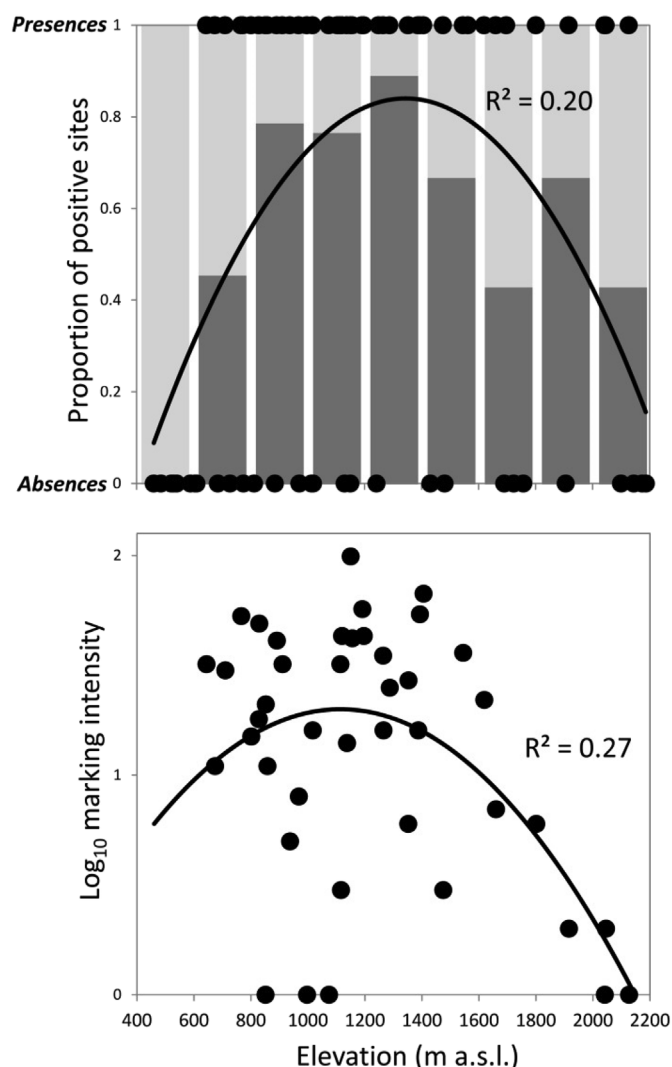 Presences
1
R² = 0.20
0.8
0.6
0.4
0.2
Absences
0
Proportion of positive sites
2
R² = 0.27
1
0
Log₁₀ marking intensity
400 600 800 1000 1200 1400 1600 1800 2000 2200
Elevation (m a.s.l.)